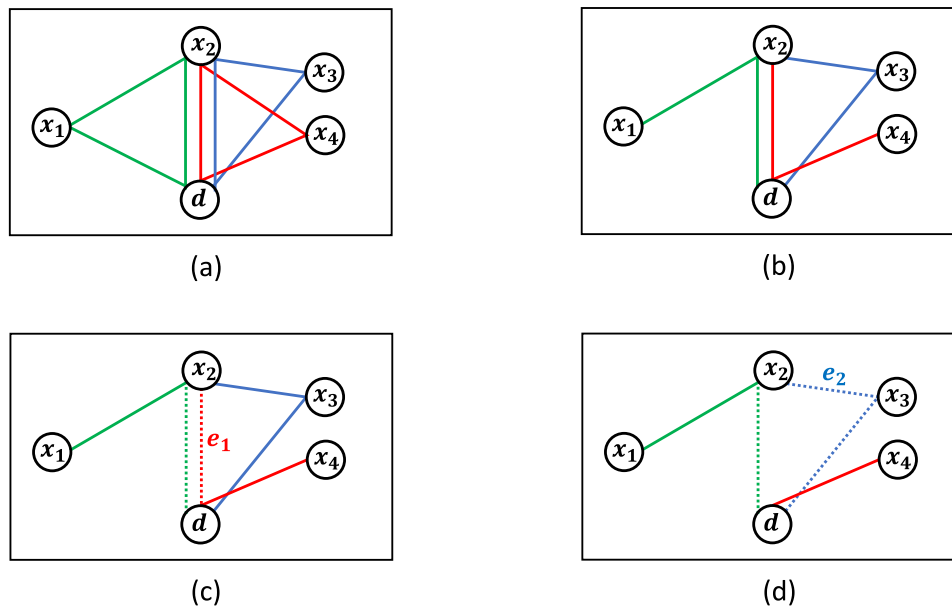 x₂
x₃
x₁
x₄
d
(a)
x₂
x₃
x₁
x₄
d
(b)
x₂
x₃
e₁
x₁
x₄
d
(c)
x₂
e₂
x₃
x₁
x₄
d
(d)